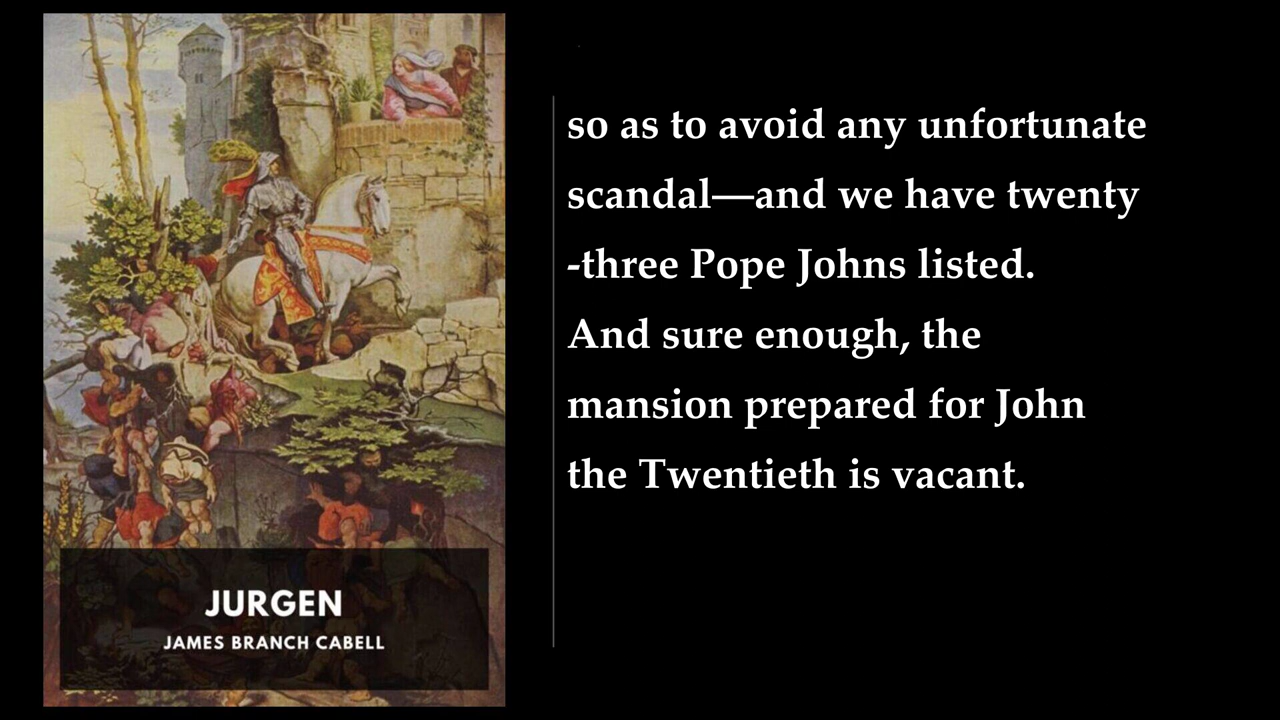 JURGEN
JAMES BRANCH CABELL
so as to avoid any unfortunate
scandal—and we have twenty
-three Pope Johns listed.
And sure enough, the
mansion prepared for John
the Twentieth is vacant.